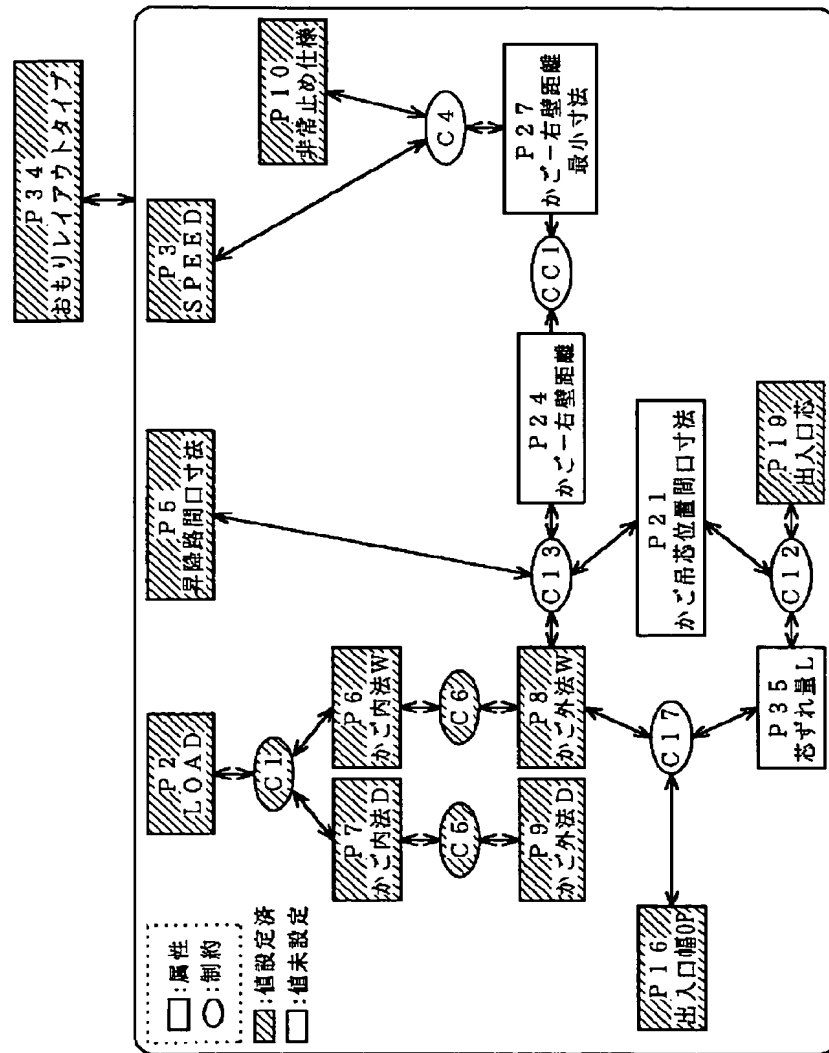 P34
おもりレイアウトタイプ
□:属性
○:制約
:値設定済
:値未設定
P2
LOAD
P5
昇降路間口寸法
P3
SPEED
P10
非常止め仕様
C1
C4
P7
かご内法D
P6
かご内法W
C5
C6
P9
かご外法D
P8
かご外法W
C13
P24
かご－右壁距離
CC1
P27
かご－右壁距離
最小寸法
C17
P21
かご吊芯位置間口寸法
P16
出入口幅OP
P35
芯ずれ量L
C12
P19
出入口芯